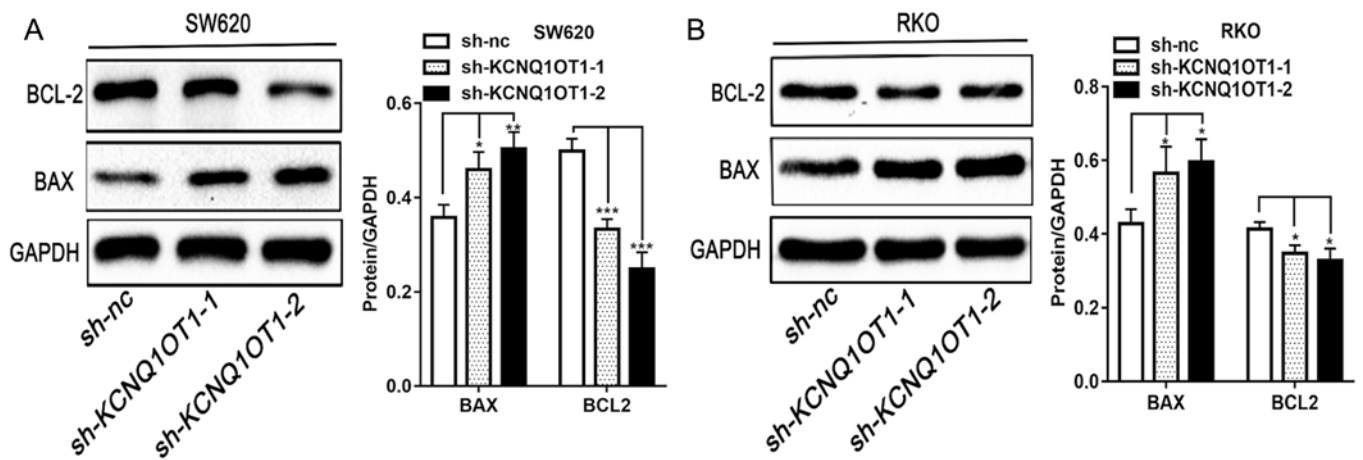 A
SW620
BCL-2
BAX
GAPDH
sh-nc
sh-KCNQ1OT1-1
sh-KCNQ1OT1-2
SW620
sh-nc
sh-KCNQ1OT1-1
sh-KCNQ1OT1-2
Protein/GAPDH
0.6
0.4
0.2
0.0
*
**
***
***
BAX
BCL2
B
RKO
BCL-2
BAX
GAPDH
sh-nc
sh-KCNQ1OT1-1
sh-KCNQ1OT1-2
RKO
sh-nc
sh-KCNQ1OT1-1
sh-KCNQ1OT1-2
Protein/GAPDH
0.8
0.6
0.4
0.2
0.0
*
*
*
*
BAX
BCL2